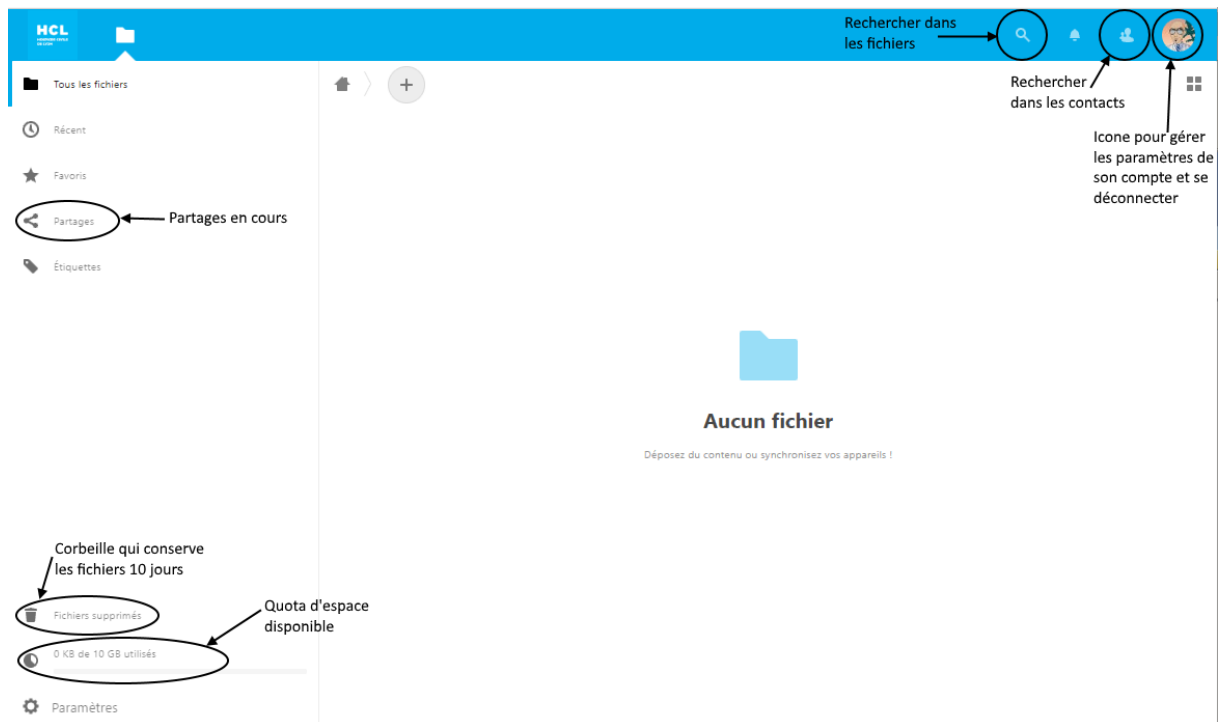 HCL
Rechercher dans
les fichiers
Tous les fichiers
Rechercher
dans les contacts
Récent
Icone pour gérer
les paramètres de
son compte et se
déconnecter
Favoris
Partages
Partages en cours
Étiquettes
Aucun fichier
Déposez du contenu ou synchronisez vos appareils !
Corbeille qui conserve
les fichiers 10 jours
Fichiers supprimés
Quota d'espace
disponible
0 KB de 10 GB utilisés
Paramètres